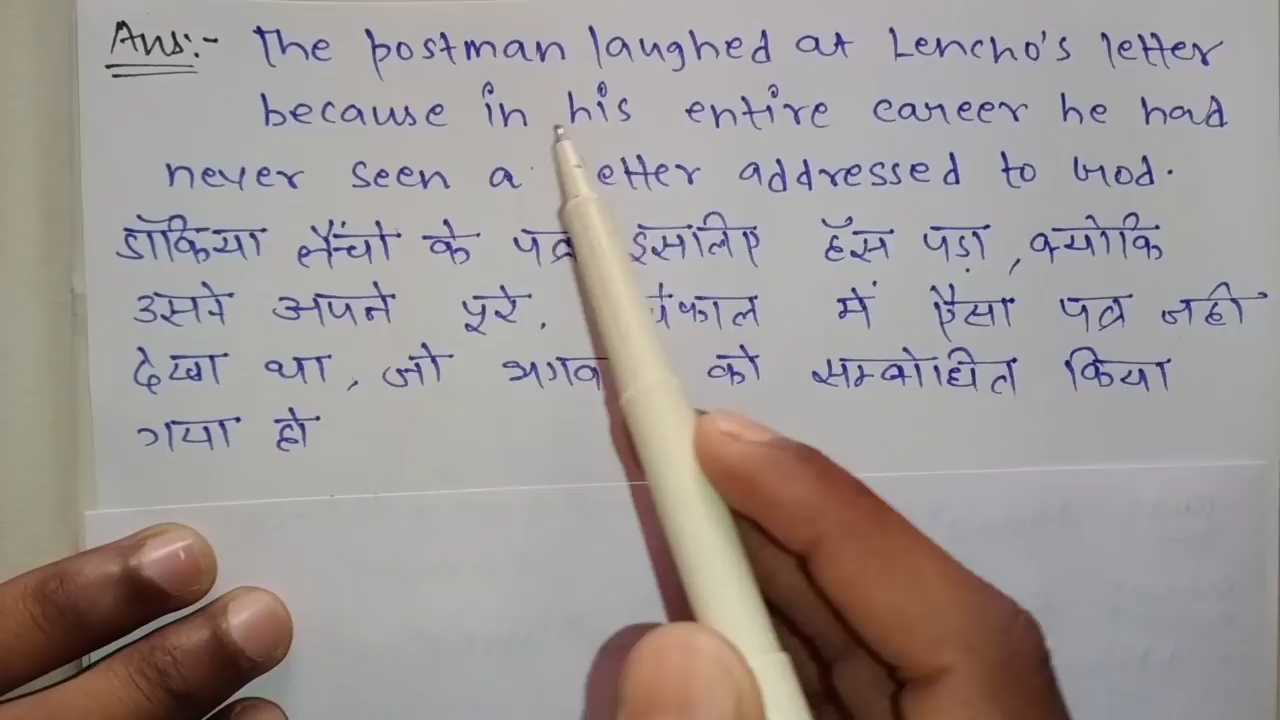 Ans:- The postman laughed at Lencho's letter
because in his entire career he had
never seen a letter addressed to God.
डॉकिया लैंचो के पत्र इसलिए हँस पड़ा, क्योकि
उसने अपने पूरे में ऐसा पत्र नही
देखा था, जो को सम्बोधित किया
गया हो